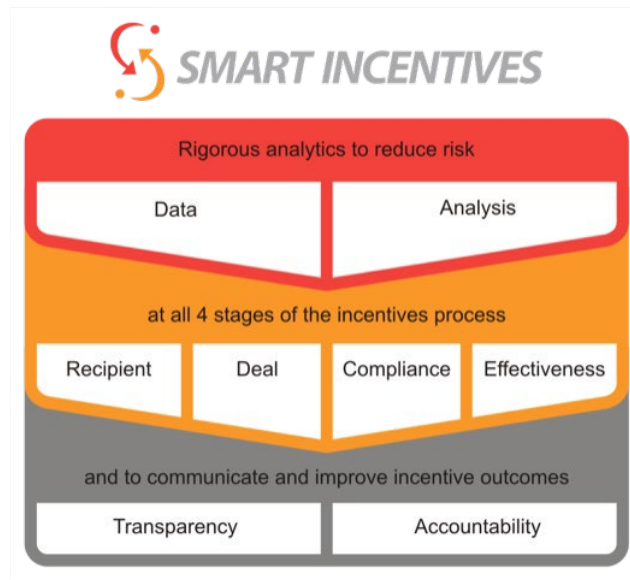 SMART INCENTIVES
Rigorous analytics to reduce risk
Data
Analysis
at all 4 stages of the incentives process
Recipient
Deal
Compliance
Effectiveness
and to communicate and improve incentive outcomes
Transparency
Accountability